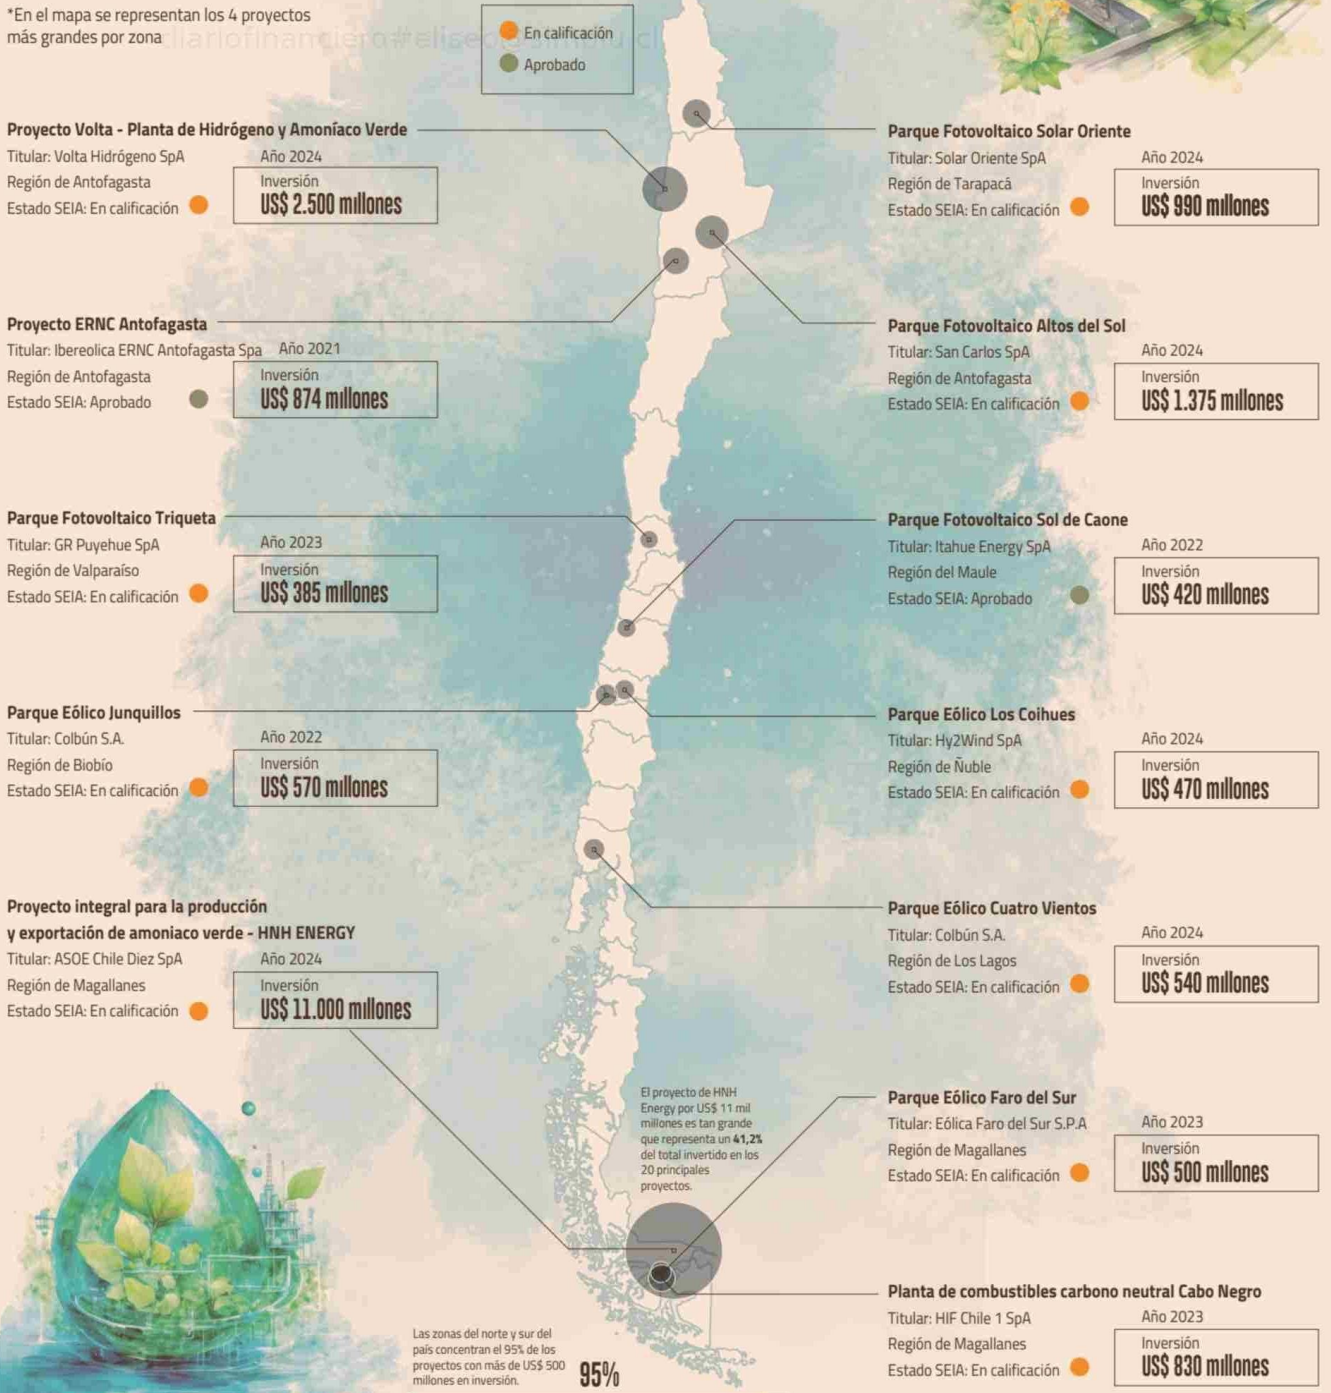 *En el mapa se representan los 4 proyectos
más grandes por zona
En calificación
Aprobado
Proyecto Volta - Planta de Hidrógeno y Amoníaco Verde
Titular: Volta Hidrógeno SpA
Año 2024
Región de Antofagasta
Inversión
Estado SEIA: En calificación
US$ 2.500 millones
Parque Fotovoltaico Solar Oriente
Titular: Solar Oriente SpA
Año 2024
Región de Tarapacá
Inversión
Estado SEIA: En calificación
US$ 990 millones
Proyecto ERNC Antofagasta
Titular: Ibereolica ERNC Antofagasta Spa
Año 2021
Región de Antofagasta
Inversión
Estado SEIA: Aprobado
US$ 874 millones
Parque Fotovoltaico Altos del Sol
Titular: San Carlos SpA
Año 2024
Región de Antofagasta
Inversión
Estado SEIA: En calificación
US$ 1.375 millones
Parque Fotovoltaico Triqueta
Titular: GR Puyehue SpA
Año 2023
Región de Valparaíso
Inversión
Estado SEIA: En calificación
US$ 385 millones
Parque Fotovoltaico Sol de Caone
Titular: Itahue Energy SpA
Año 2022
Región del Maule
Inversión
Estado SEIA: Aprobado
US$ 420 millones
Parque Eólico Junquillos
Titular: Colbún S.A.
Año 2022
Región de Biobío
Inversión
Estado SEIA: En calificación
US$ 570 millones
Parque Eólico Los Coihues
Titular: Hy2Wind SpA
Año 2024
Región de Ñuble
Inversión
Estado SEIA: En calificación
US$ 470 millones
Proyecto integral para la producción
y exportación de amoniaco verde - HNH ENERGY
Titular: ASOE Chile Diez SpA
Año 2024
Región de Magallanes
Inversión
Estado SEIA: En calificación
US$ 11.000 millones
Parque Eólico Cuatro Vientos
Titular: Colbún S.A.
Año 2024
Región de Los Lagos
Inversión
Estado SEIA: En calificación
US$ 540 millones
El proyecto de HNH
Energy por US$ 11 mil
millones es tan grande
que representa un 41,2%
del total invertido en los
20 principales
proyectos.
Parque Eólico Faro del Sur
Titular: Eólica Faro del Sur S.P.A
Año 2023
Región de Magallanes
Inversión
Estado SEIA: En calificación
US$ 500 millones
Planta de combustibles carbono neutral Cabo Negro
Titular: HIF Chile 1 SpA
Año 2023
Región de Magallanes
Inversión
Estado SEIA: En calificación
US$ 830 millones
Las zonas del norte y sur del
país concentran el 95% de los
proyectos con más de US$ 500
millones en inversión.
95%